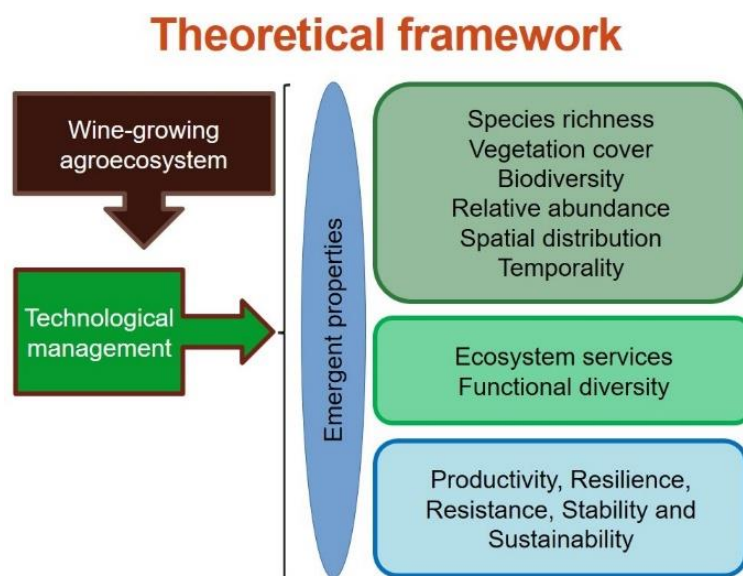 Theoretical framework
Wine-growing
agroecosystem
Technological
management
Emergent properties
Species richness
Vegetation cover
Biodiversity
Relative abundance
Spatial distribution
Temporality
Ecosystem services
Functional diversity
Productivity, Resilience,
Resistance, Stability and
Sustainability